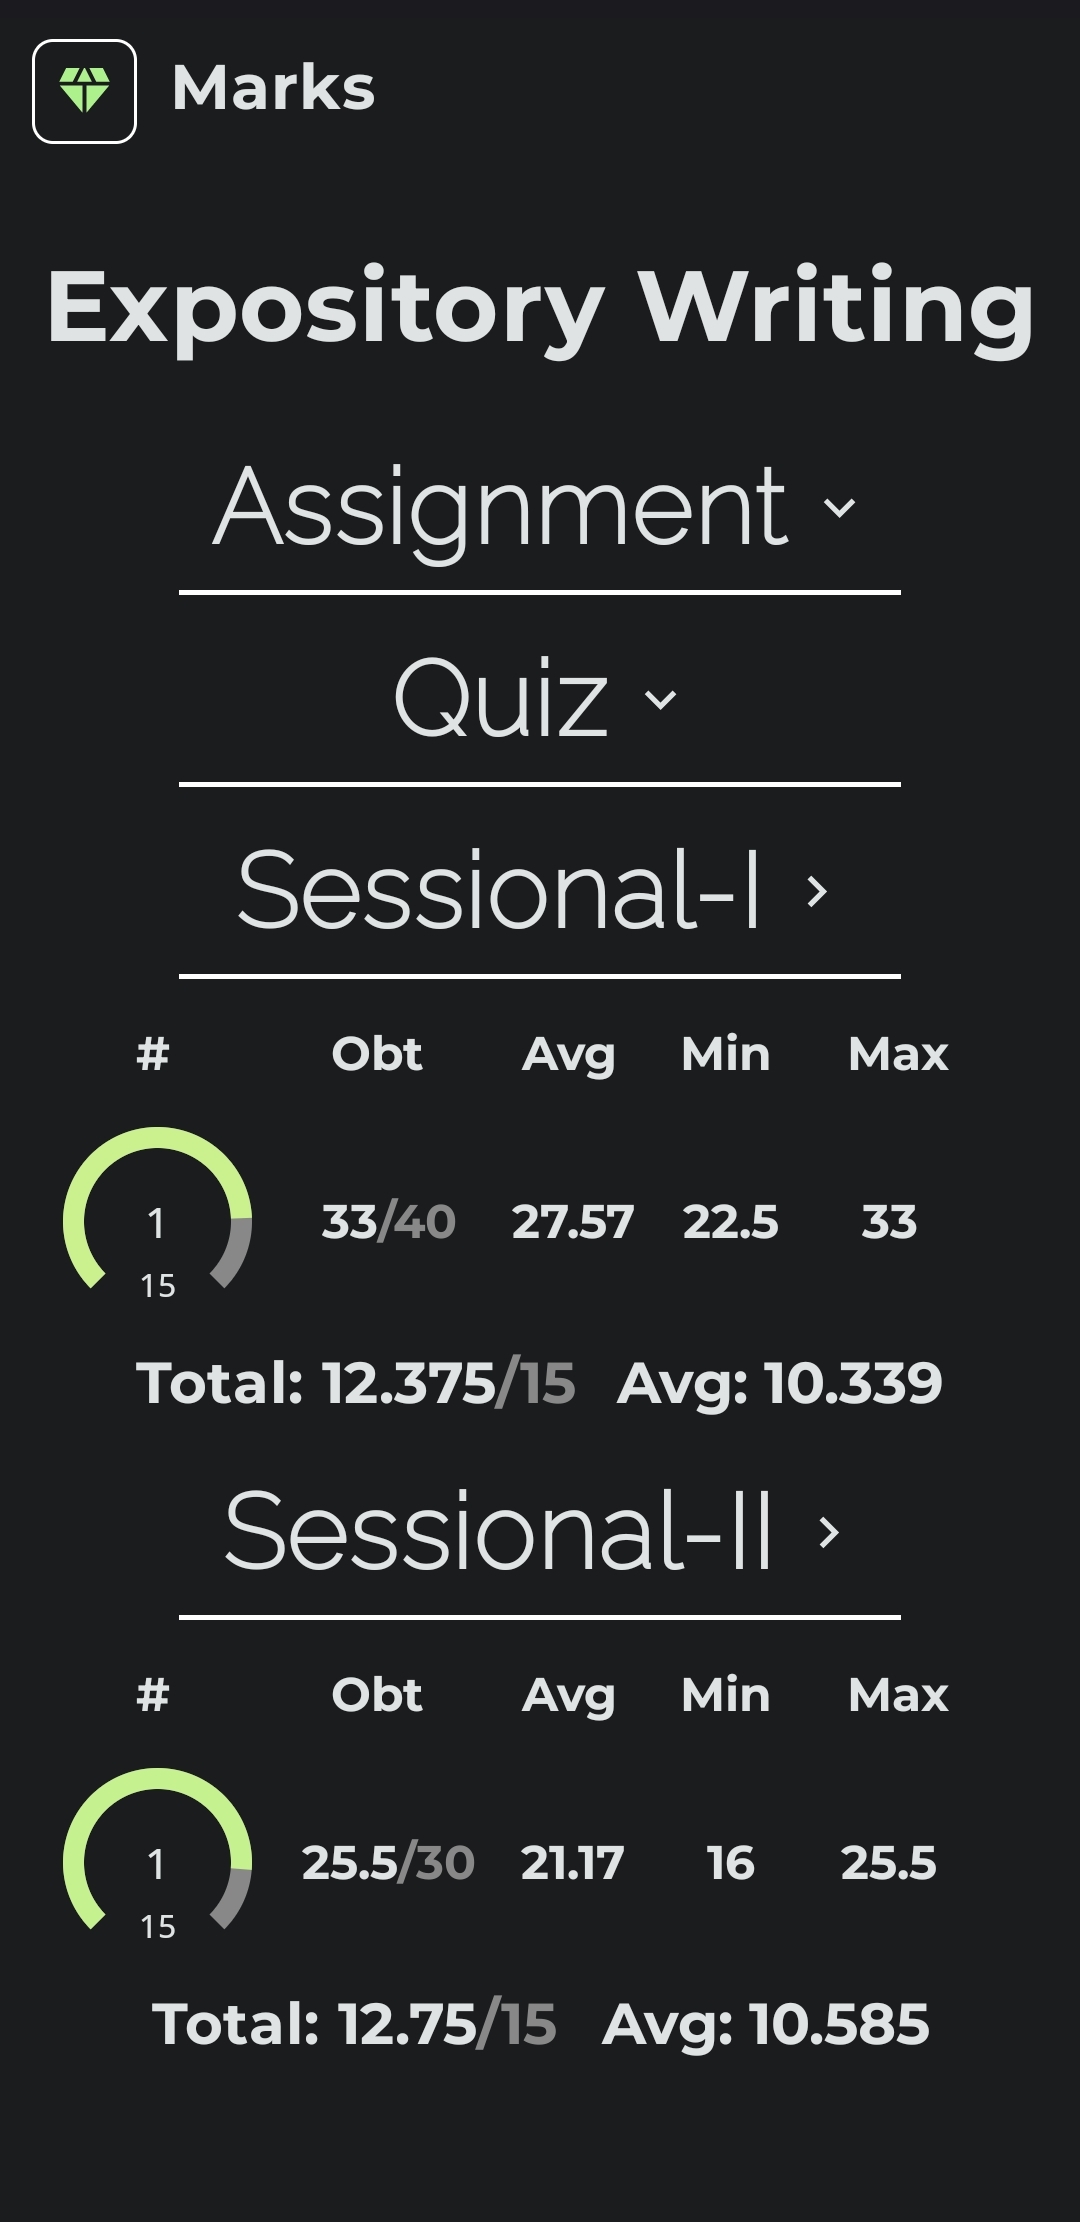 Marks
Expository Writing
Assignment
Quiz
Sessional-I
# Obt Avg Min Max
1 33/40 27.57 22.5 33
15
Total: 12.375/15 Avg: 10.339
Sessional-II
# Obt Avg Min Max
1 25.5/30 21.17 16 25.5
15
Total: 12.75/15 Avg: 10.585